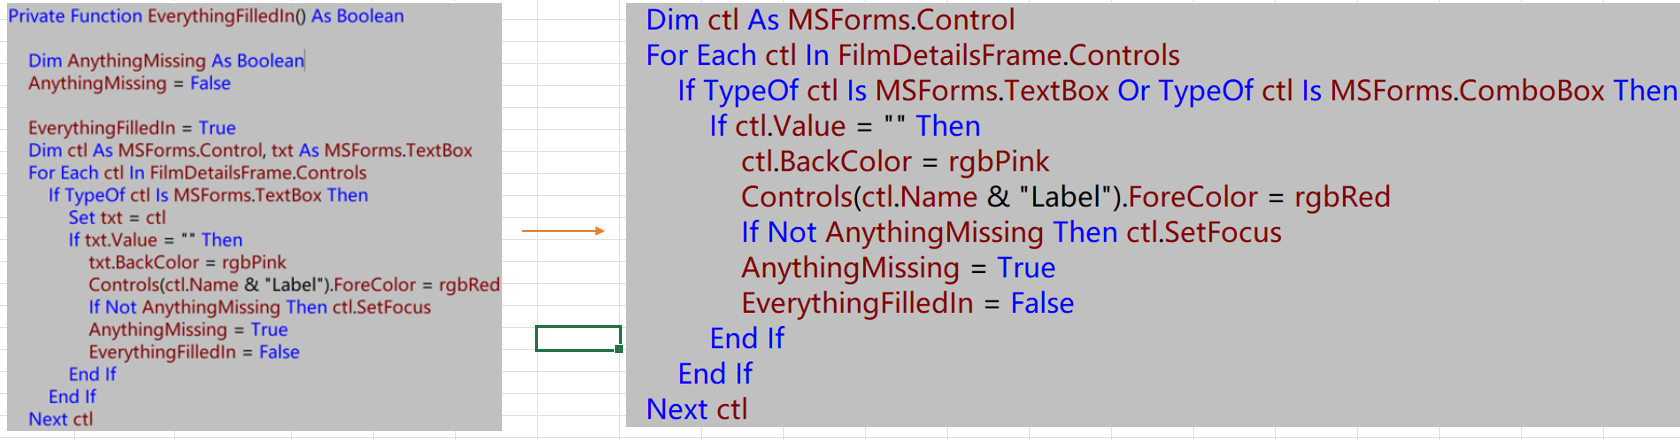 Private Function EverythingFilledIn() As Boolean
Dim AnythingMissing As Boolean
AnythingMissing = False
EverythingFilledIn = True
Dim ctl As MSForms.Control, txt As MSForms.TextBox
For Each ctl In FilmDetailsFrame.Controls
If TypeOf ctl Is MSForms.TextBox Then
Set txt = ctl
If txt.Value = "" Then
txt.BackColor = rgbPink
Controls(ctl.Name & "Label").ForeColor = rgbRed
If Not AnythingMissing Then ctl.SetFocus
AnythingMissing = True
EverythingFilledIn = False
End If
End If
Next ctl
Dim ctl As MSForms.Control
For Each ctl In FilmDetailsFrame.Controls
If TypeOf ctl Is MSForms.TextBox Or TypeOf ctl Is MSForms.ComboBox Then
If ctl.Value = "" Then
ctl.BackColor = rgbPink
Controls(ctl.Name & "Label").ForeColor = rgbRed
If Not AnythingMissing Then ctl.SetFocus
AnythingMissing = True
EverythingFilledIn = False
End If
End If
Next ctl